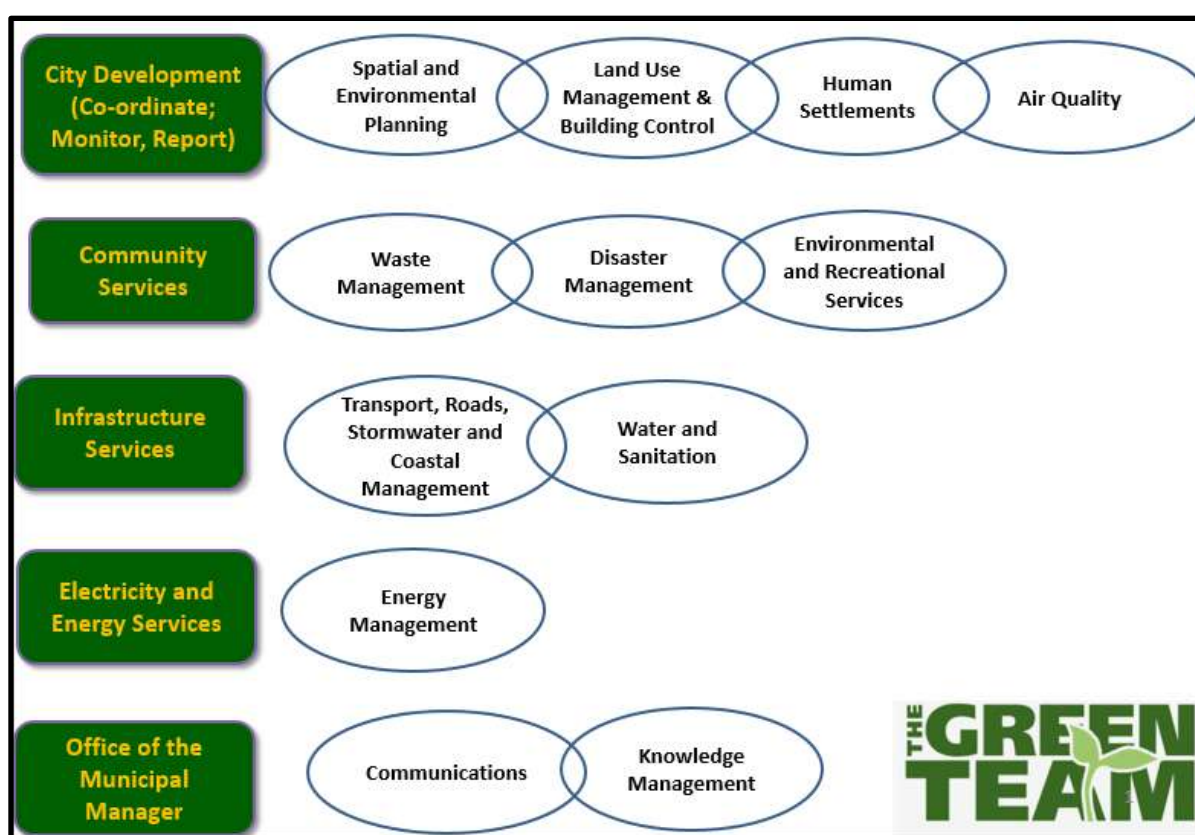 City Development
(Co-ordinate;
Monitor, Report)
Spatial and
Environmental
Planning
Land Use
Management &
Building Control
Human
Settlements
Air Quality
Community
Services
Waste
Management
Disaster
Management
Environmental
and Recreational
Services
Infrastructure
Services
Transport, Roads,
Stormwater and
Coastal
Management
Water and
Sanitation
Electricity and
Energy Services
Energy
Management
Office of the
Municipal
Manager
Communications
Knowledge
Management
THE
GREEN
TEAM